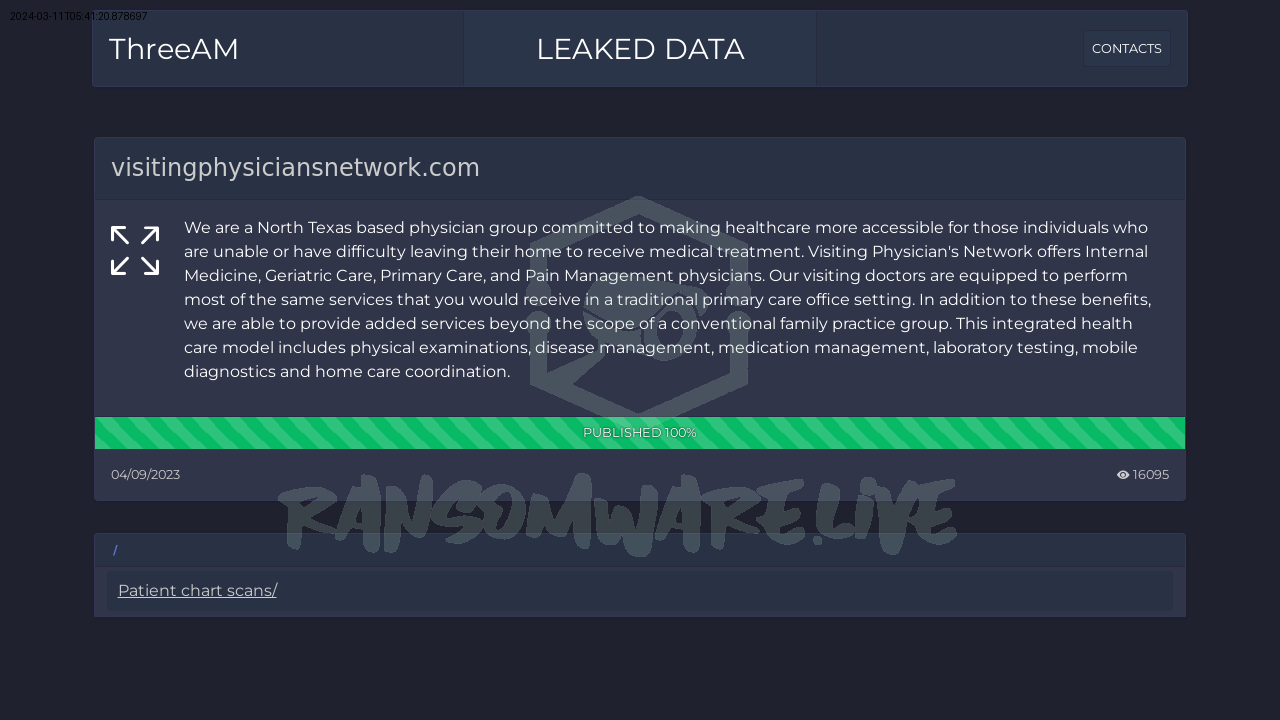 2024-03-11T05:41:20.878697
ThreeAM
LEAKED DATA
CONTACTS
visitingphysiciansnetwork.com
We are a North Texas based physician group committed to making healthcare more accessible for those individuals who
are unable or have difficulty leaving their home to receive medical treatment. Visiting Physician's Network offers Internal
Medicine, Geriatric Care, Primary Care, and Pain Management physicians. Our visiting doctors are equipped to perform
most of the same services that you would receive in a traditional primary care office setting. In addition to these benefits,
we are able to provide added services beyond the scope of a conventional family practice group. This integrated health
care model includes physical examinations, disease management, medication management, laboratory testing, mobile
diagnostics and home care coordination.
PUBLISHED 100%
04/09/2023
16095
RANSOMWARE.LIVE
/
Patient chart scans/